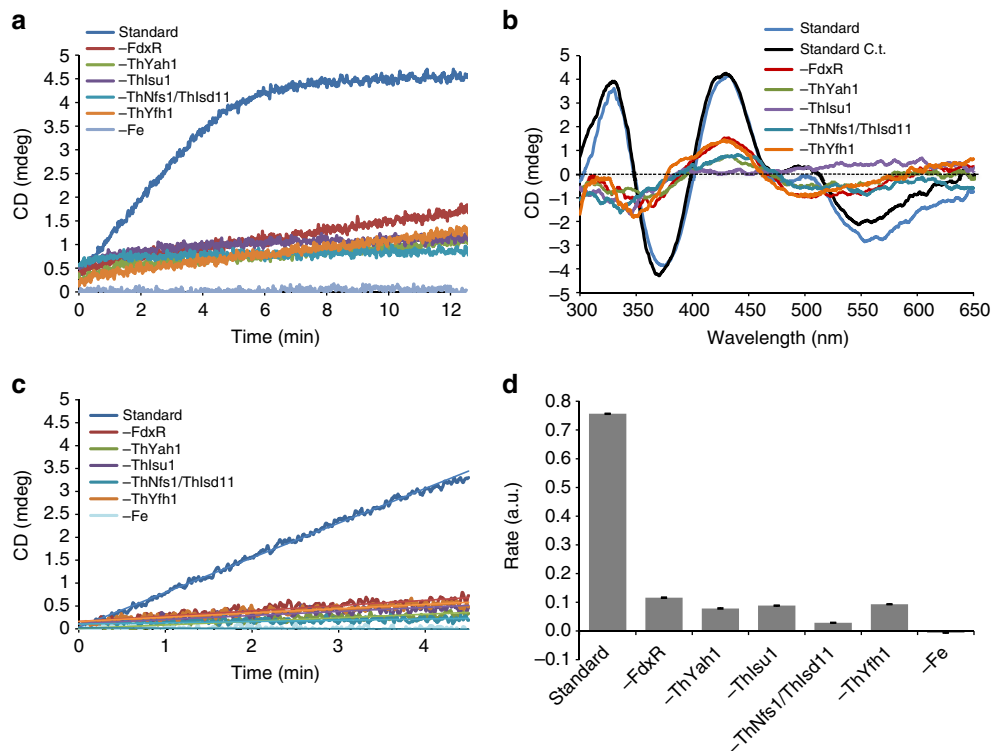 a
Standard
–FdxR
–ThYah1
–ThIsu1
–ThNfs1/ThIsd11
–ThYfh1
–Fe
5
4.5
4
3.5
3
2.5
2
1.5
1
0.5
0
CD (mdeg)
0 2 4 6 8 10 12
Time (min)
b
Standard
Standard C.t.
–FdxR
–ThYah1
–ThIsu1
–ThNfs1/ThIsd11
–ThYfh1
5
4
3
2
1
0
–1
–2
–3
–4
–5
CD (mdeg)
300 350 400 450 500 550 600 650
Wavelength (nm)
c
Standard
–FdxR
–ThYah1
–ThIsu1
–ThNfs1/ThIsd11
–ThYfh1
–Fe
5
4.5
4
3.5
3
2.5
2
1.5
1
0.5
0
CD (mdeg)
0 1 2 3 4
Time (min)
d
0.8
0.7
0.6
0.5
0.4
0.3
0.2
0.1
0.0
–0.1
Rate (a.u.)
Standard
–FdxR
–ThYah1
–ThIsu1
–ThNfs1/ThIsd11
–ThYfh1
–Fe